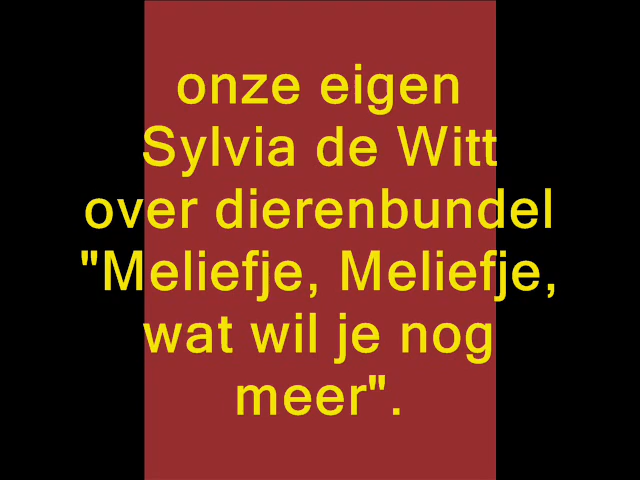 onze eigen
Sylvia de Witt
over dierenbundel
"Meliefje, Meliefje,
wat wil je nog
meer".